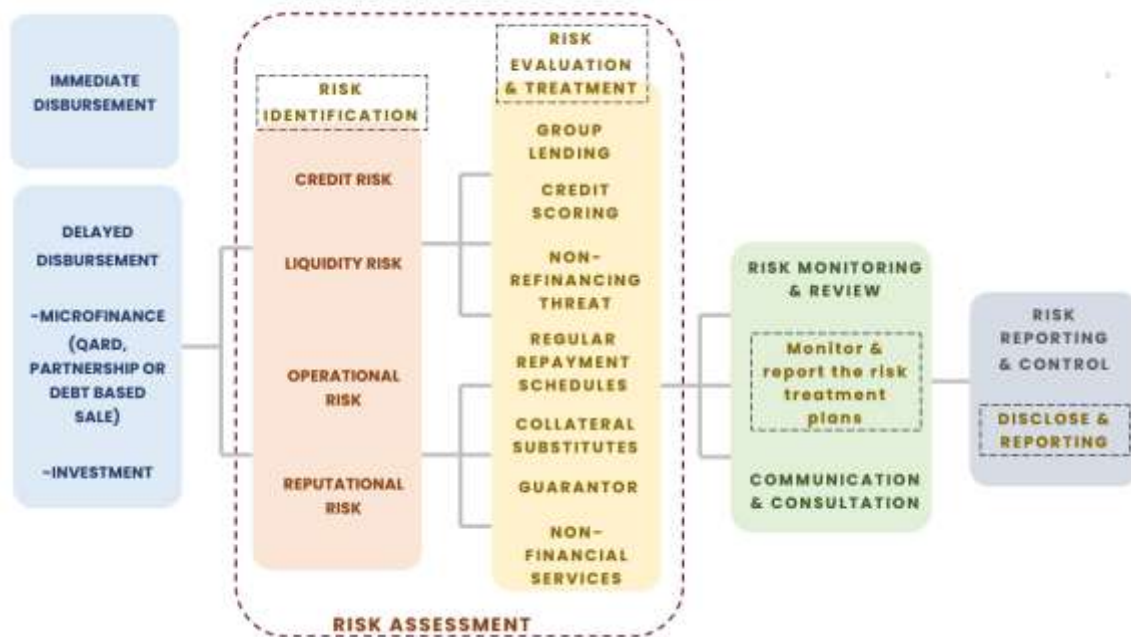 IMMEDIATE
DISBURSEMENT
DELAYED
DISBURSEMENT
-MICROFINANCE
(QARD,
PARTNERSHIP OR
DEBT BASED
SALE)
-INVESTMENT
RISK
IDENTIFICATION
CREDIT RISK
LIQUIDITY RISK
OPERATIONAL
RISK
REPUTATIONAL
RISK
RISK
EVALUATION
& TREATMENT
GROUP
LENDING
CREDIT
SCORING
NON-
REFINANCING
THREAT
REGULAR
REPAYMENT
SCHEDULES
COLLATERAL
SUBSTITUTES
GUARANTOR
NON-
FINANCIAL
SERVICES
RISK ASSESSMENT
RISK MONITORING
& REVIEW
Monitor &
report the risk
treatment
plans
COMMUNICATION
& CONSULTATION
RISK
REPORTING
& CONTROL
DISCLOSE &
REPORTING